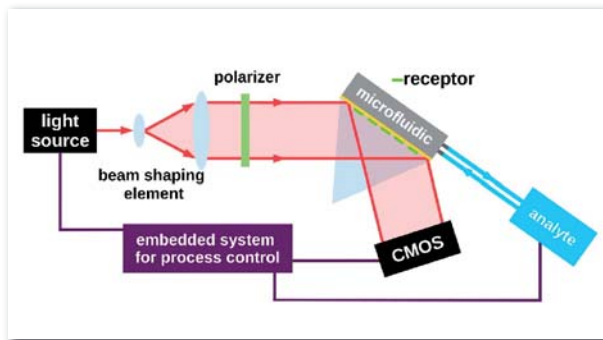 polarizer
receptor
microfluidic
light
source
beam shaping
element
analyte
CMOS
embedded system
for process control